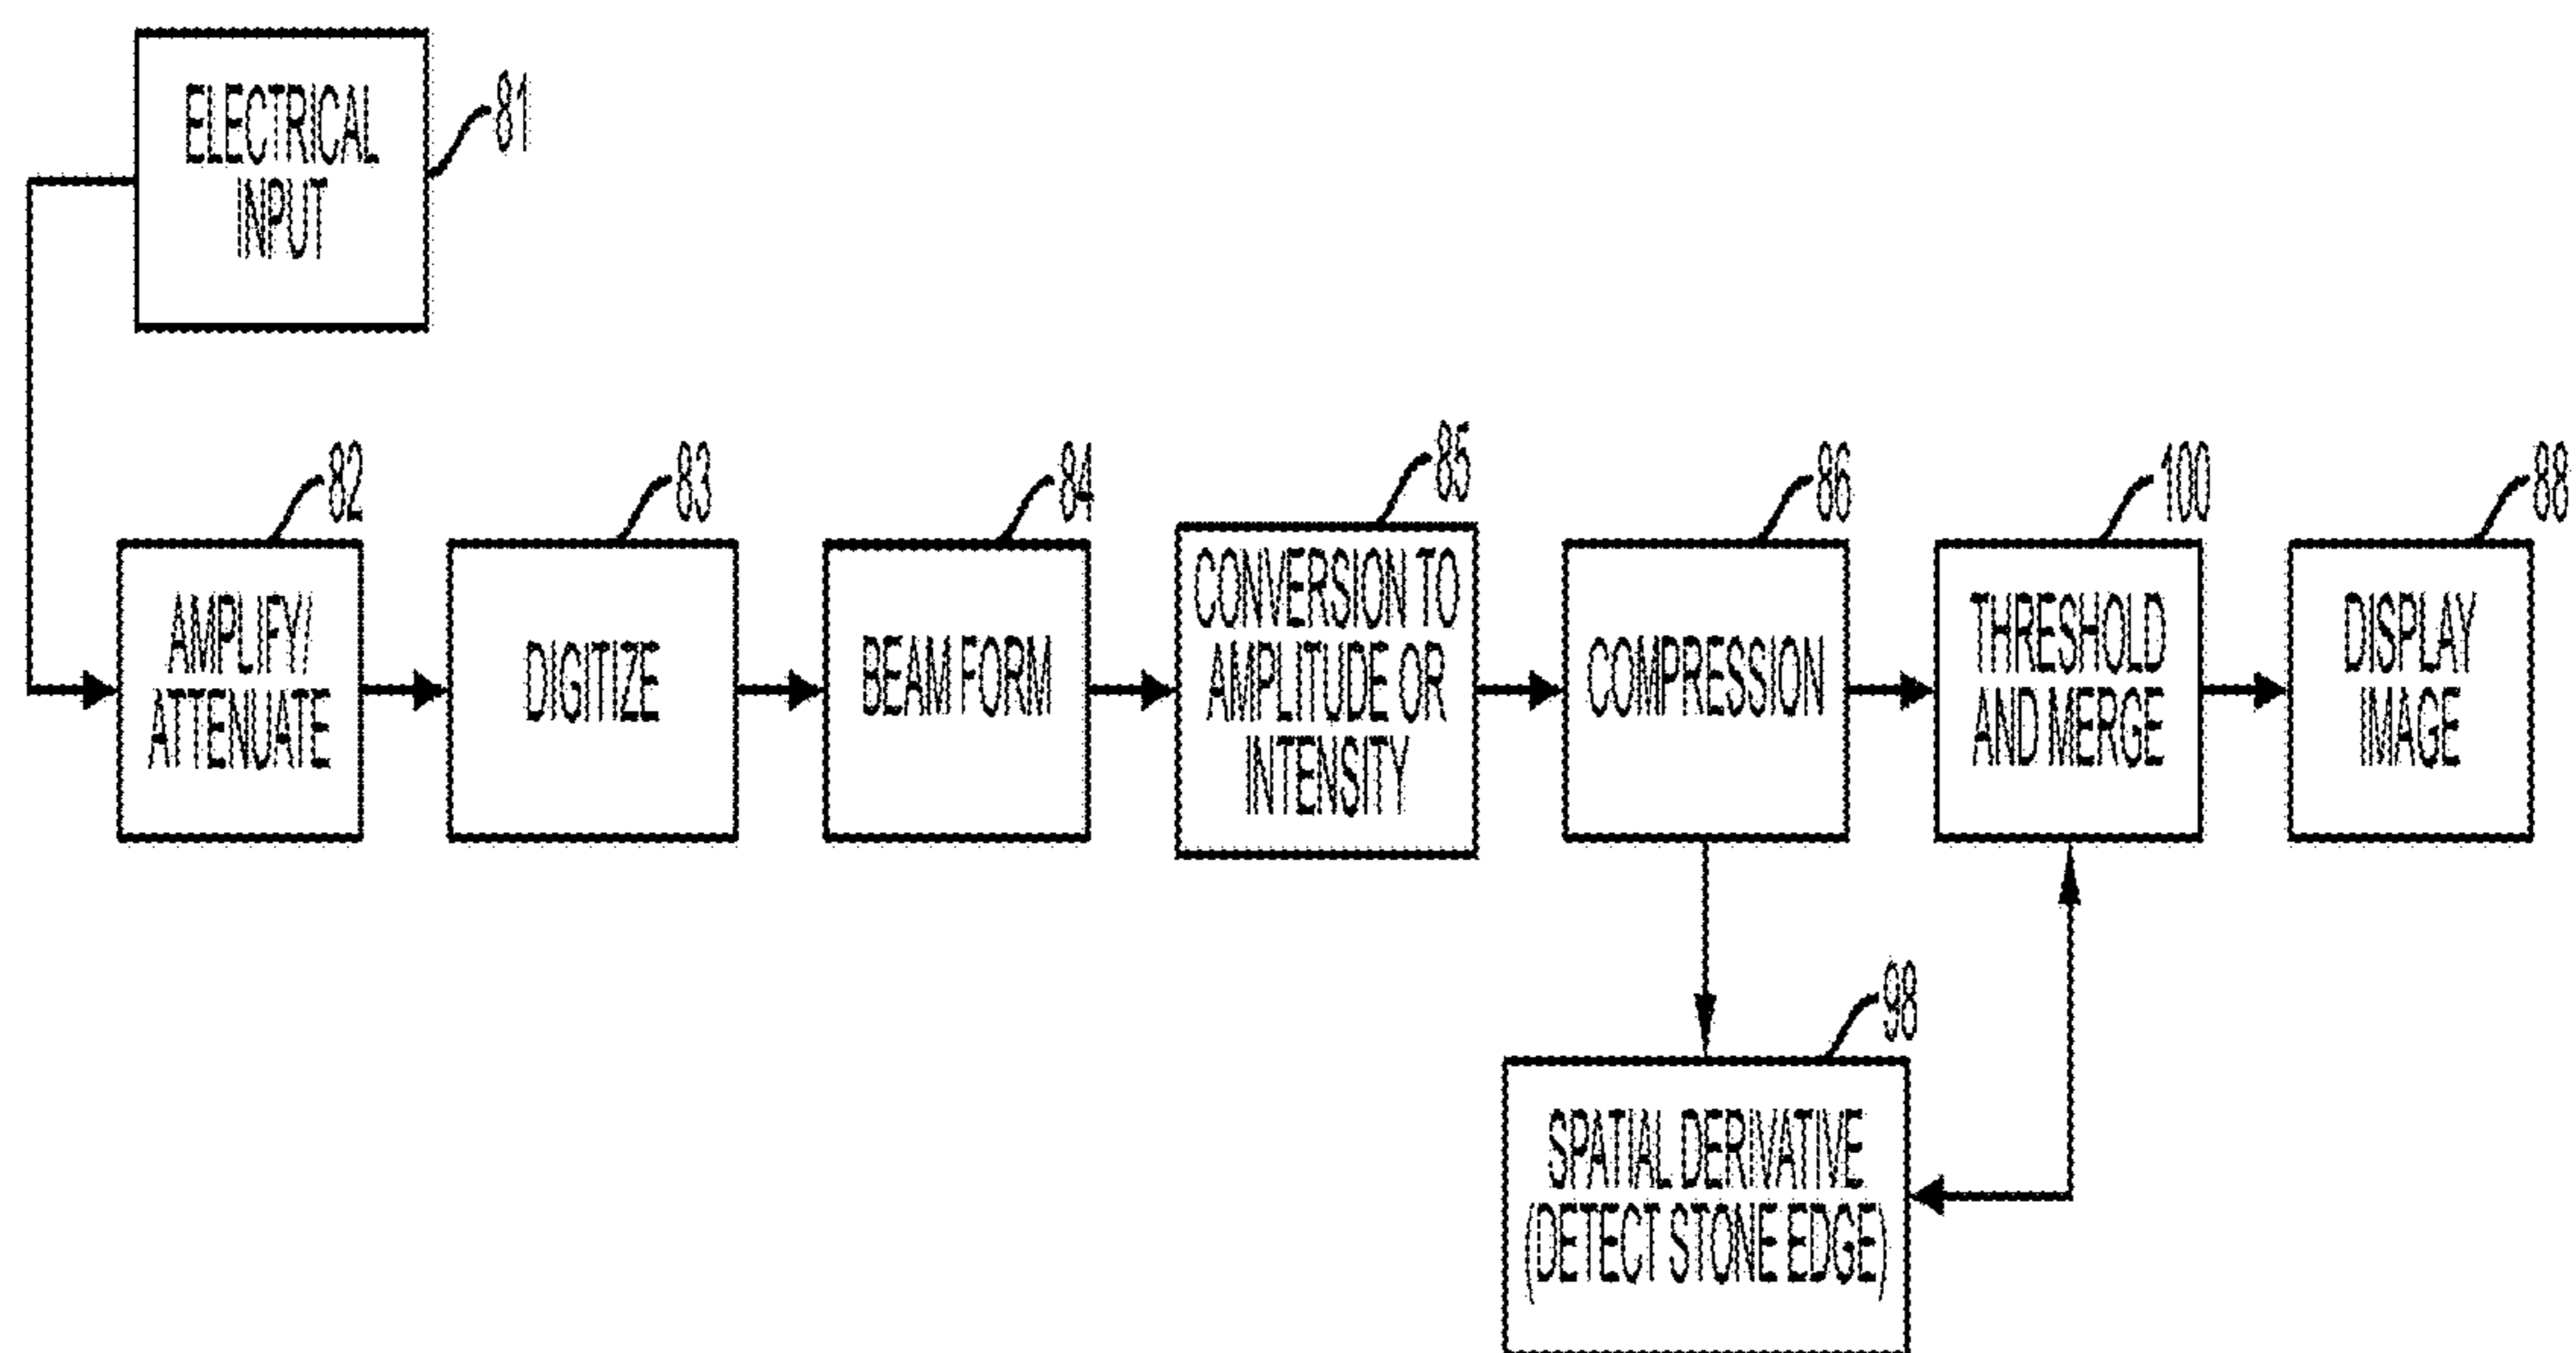 ELECTRICAL
INPUT
81
82
AMPLIFY/
ATTENUATE
83
DIGITIZE
84
BEAM FORM
85
CONVERSION TO
AMPLITUDE OR
INTENSITY
86
COMPRESSION
100
THRESHOLD
AND MERGE
88
DISPLAY
IMAGE
98
SPATIAL DERIVATIVE
(DETECT STONE EDGE)